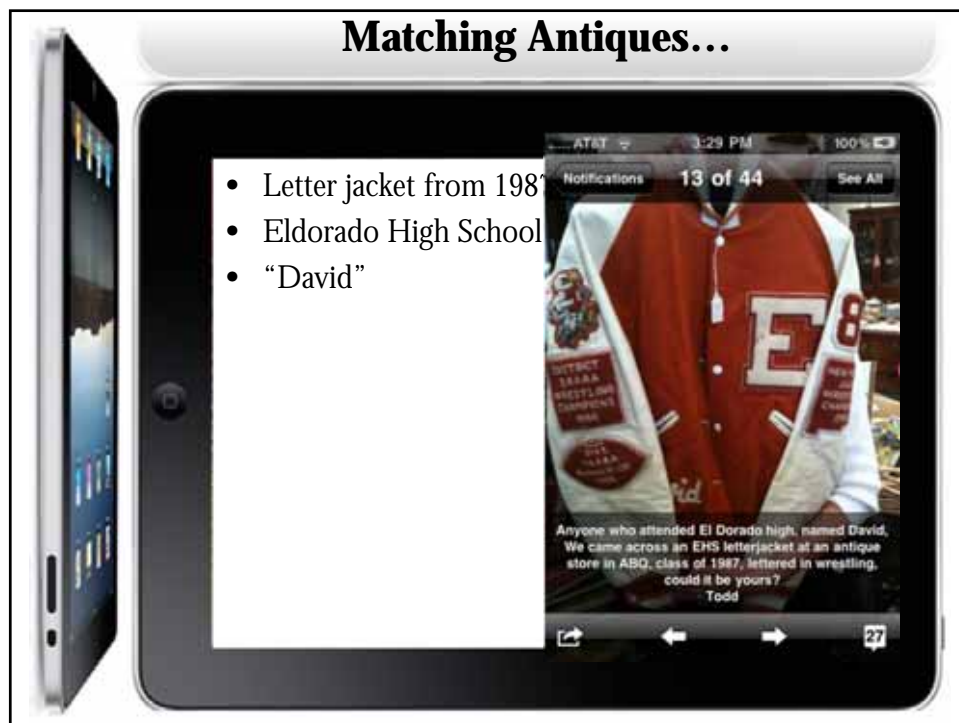 Matching Antiques...
• Letter jacket from 198
• Eldorado High School
• “David”
AT&T 3:29 PM 100%
Notifications 13 of 44 See All
E
8
DISTRICT
WRESTLING
CHAMPIONS
Anyone who attended El Dorado high, named David,
We came across an EHS letterjacket at an antique
store in ABQ, class of 1987, lettered in wrestling,
could it be yours?
Todd
27